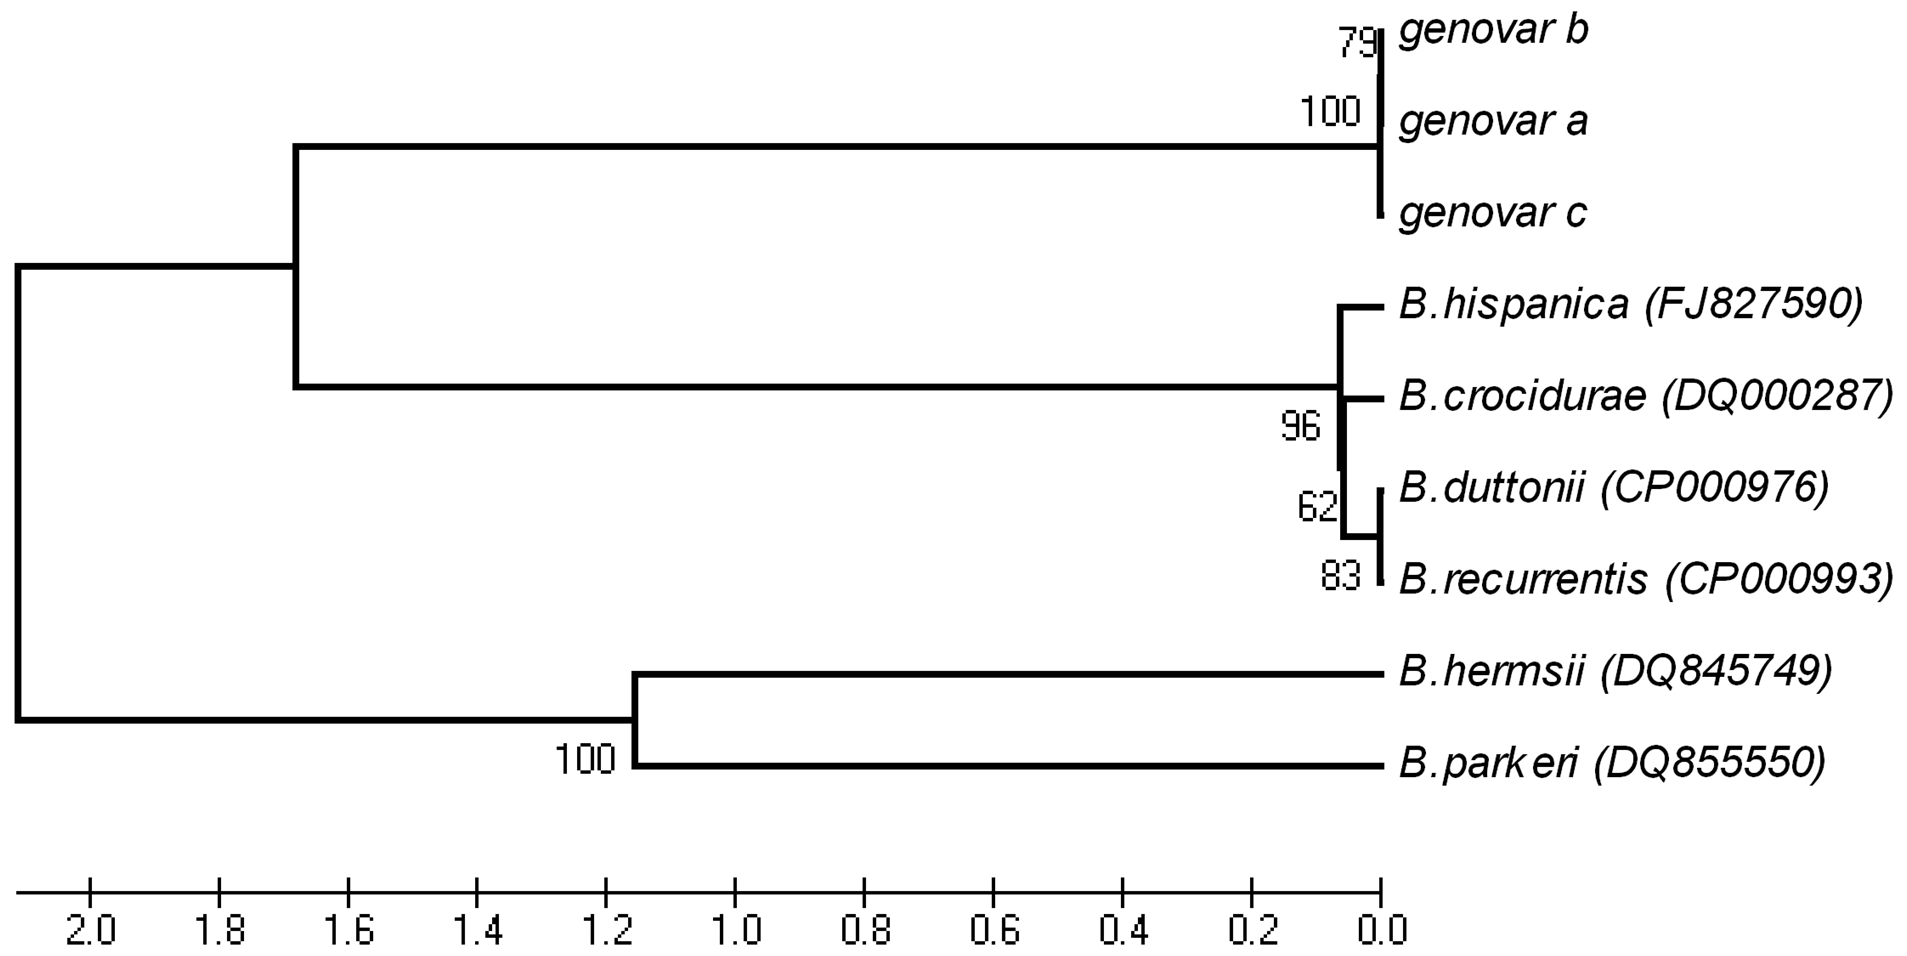 79
genovar b
100
genovar a
genovar c
B.hispanica (FJ827590)
B.crocidurae (DQ000287)
96
B.duttonii (CP000976)
62
83
B.recurrentis (CP000993)
B.hermsii (DQ845749)
100
B.parkeri (DQ855550)
2.0 1.8 1.6 1.4 1.2 1.0 0.8 0.6 0.4 0.2 0.0